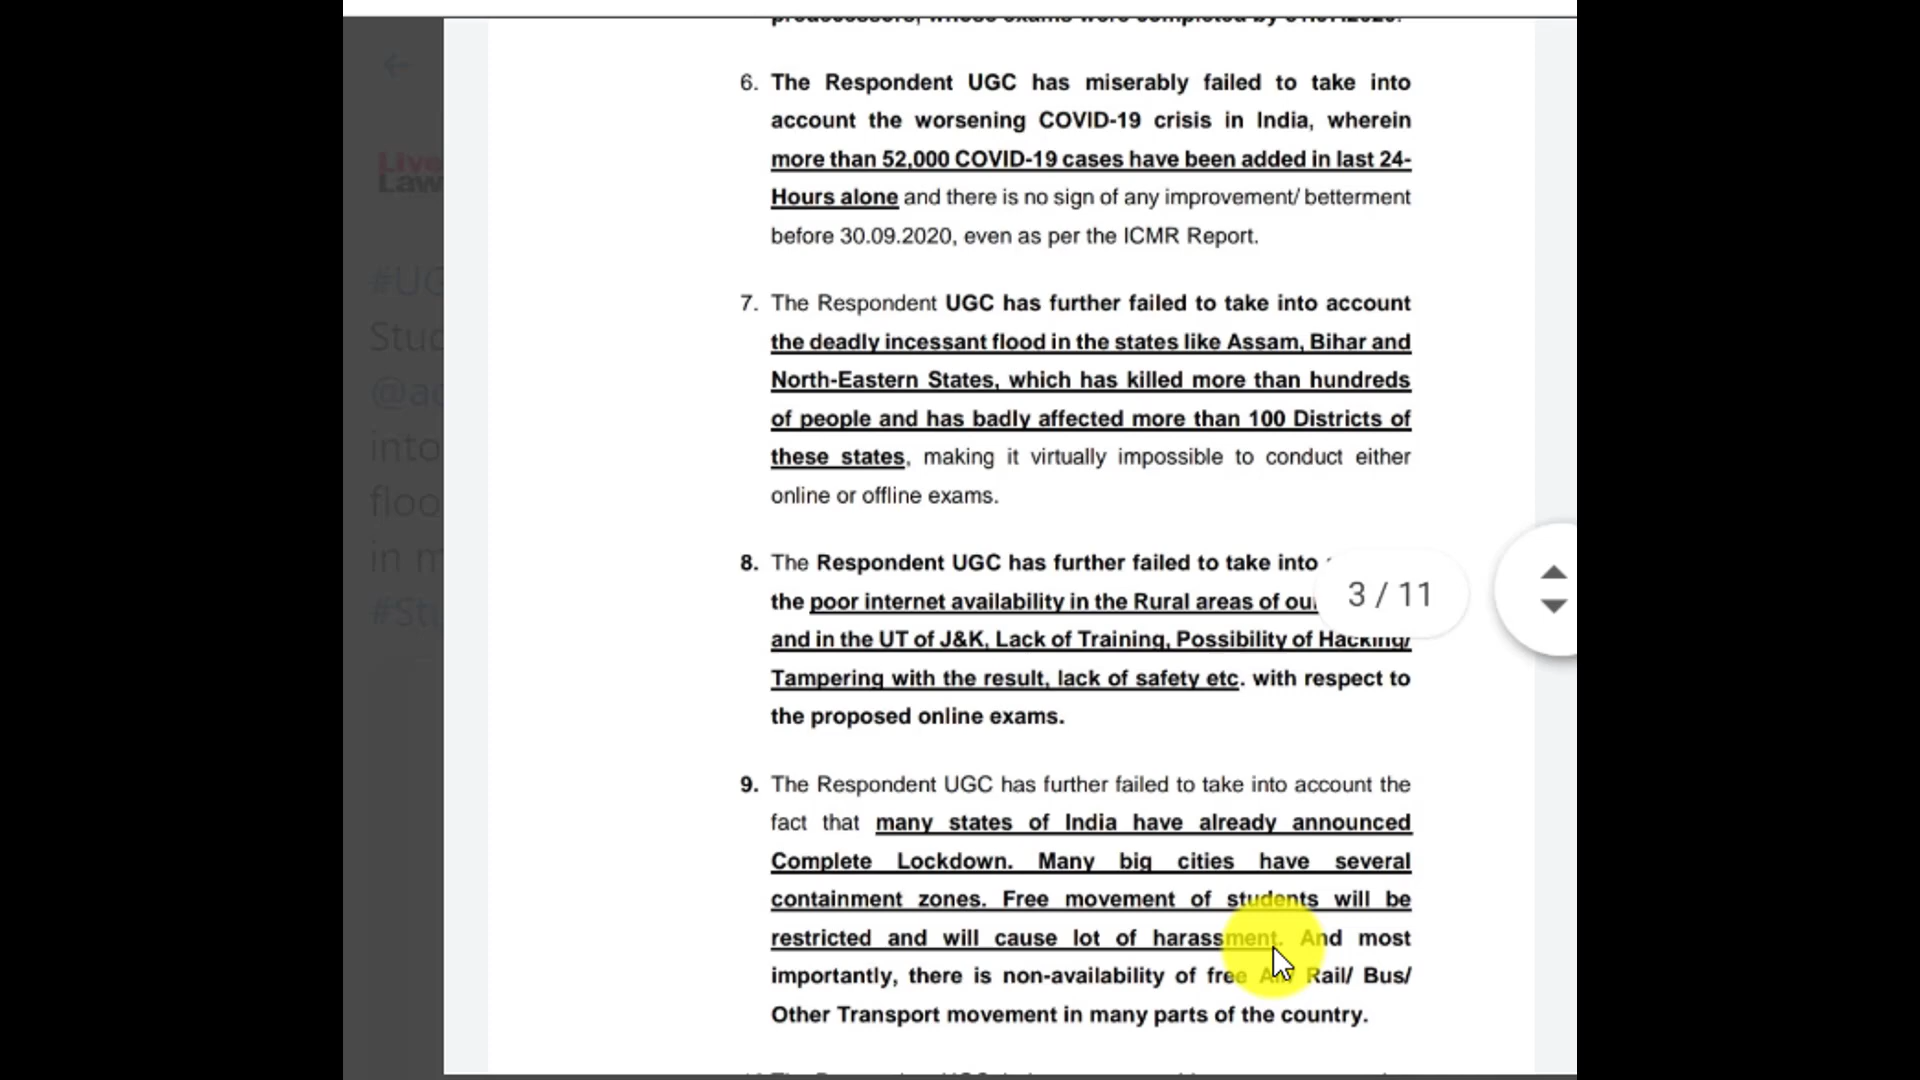 6. The Respondent UGC has miserably failed to take into
account the worsening COVID-19 crisis in India, wherein
more than 52,000 COVID-19 cases have been added in last 24-
Hours alone and there is no sign of any improvement/ betterment
before 30.09.2020, even as per the ICMR Report.
7. The Respondent UGC has further failed to take into account
the deadly incessant flood in the states like Assam, Bihar and
North-Eastern States, which has killed more than hundreds
of people and has badly affected more than 100 Districts of
these states, making it virtually impossible to conduct either
online or offline exams.
8. The Respondent UGC has further failed to take into
the poor internet availability in the Rural areas of
and in the UT of J&K, Lack of Training, Possibility of Hacking/
Tampering with the result, lack of safety etc. with respect to
the proposed online exams.
9. The Respondent UGC has further failed to take into account the
fact that many states of India have already announced
Complete Lockdown. Many big cities have several
containment zones. Free movement of students will be
restricted and will cause lot of harassment. And most
importantly, there is non-availability of free Air/ Rail/ Bus/
Other Transport movement in many parts of the country.
3 / 11
Live
Law
#UG
Stud
into
floo
in